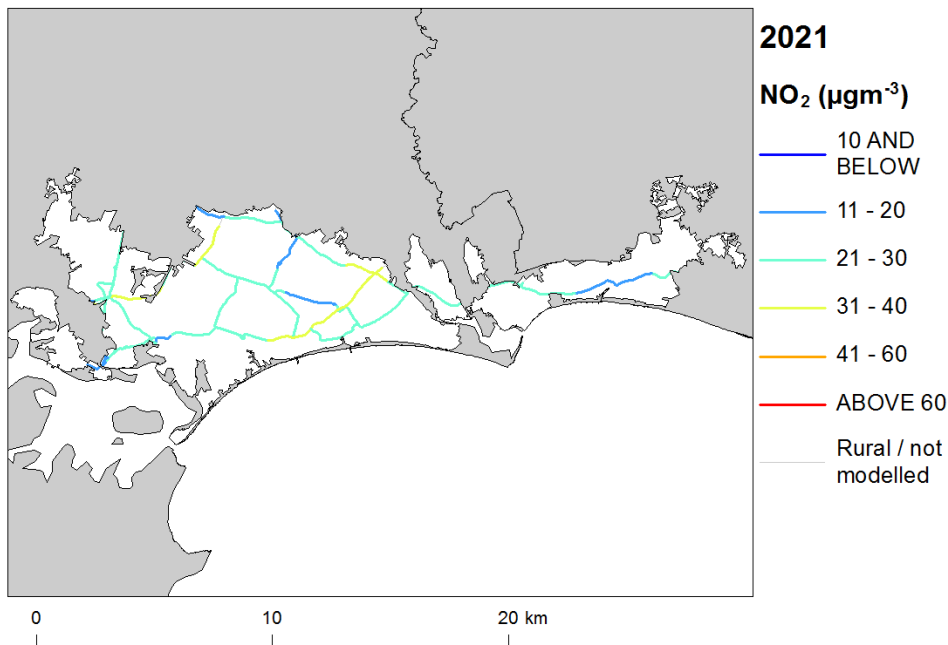 2021
NO₂ (µgm⁻³)
10 AND
BELOW
11 - 20
21 - 30
31 - 40
41 - 60
ABOVE 60
Rural / not
modelled
0 10 20 km